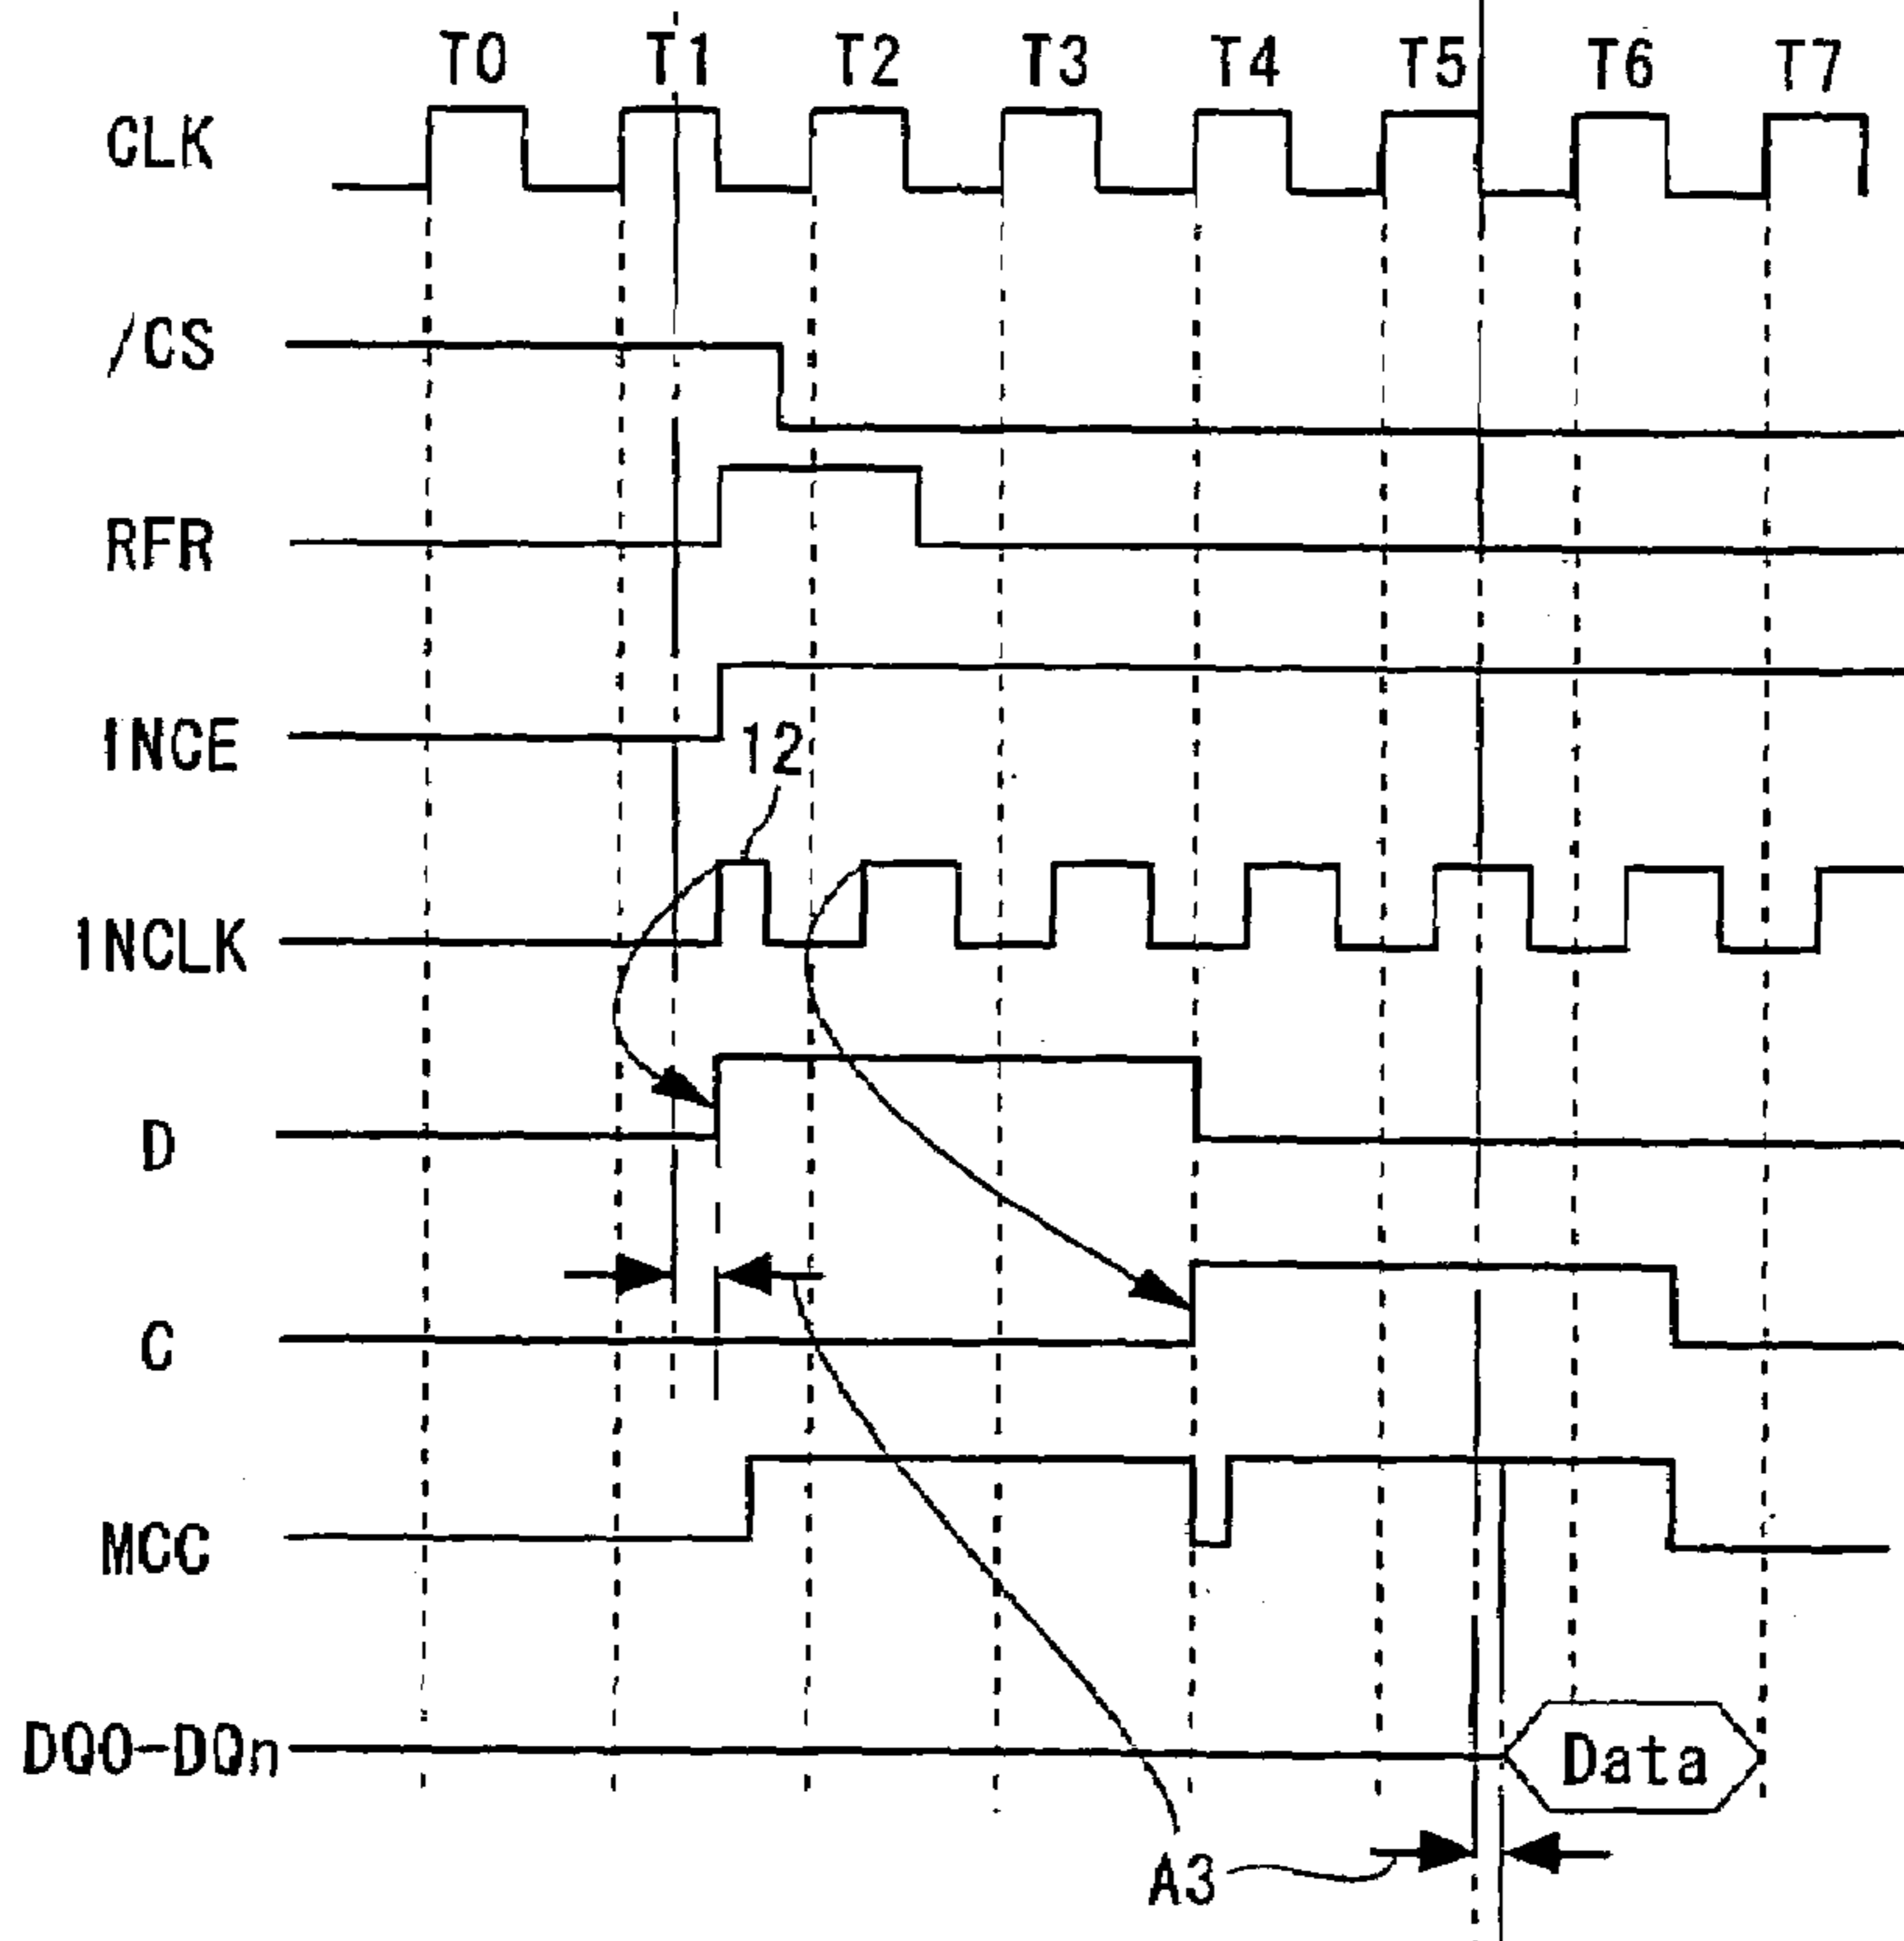 T0 T1 T2 T3 T4 T5 T6 T7
CLK
/CS
RFR
INCE
12
INCLK
D
C
MCC
DQ0-DQn
Data
A3